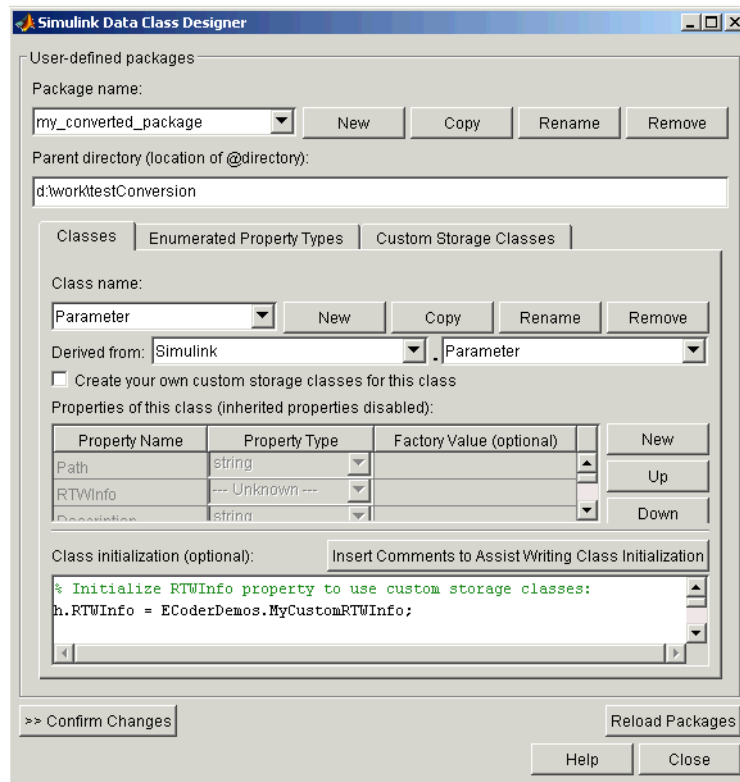 Simulink Data Class Designer
User-defined packages
Package name:
my_converted_package New Copy Rename Remove
Parent directory (location of @directory):
d:\work\testConversion
Classes Enumerated Property Types Custom Storage Classes
Class name:
Parameter New Copy Rename Remove
Derived from: Simulink . Parameter
Create your own custom storage classes for this class
Properties of this class (inherited properties disabled):
Property Name Property Type Factory Value (optional) New
Path string
Up
RTWInfo --- Unknown ---
Description string Down
Class initialization (optional): Insert Comments to Assist Writing Class Initialization
% Initialize RTWInfo property to use custom storage classes:
h.RTWInfo = ECoderDemos.MyCustomRTWInfo;
>> Confirm Changes Reload Packages
Help Close